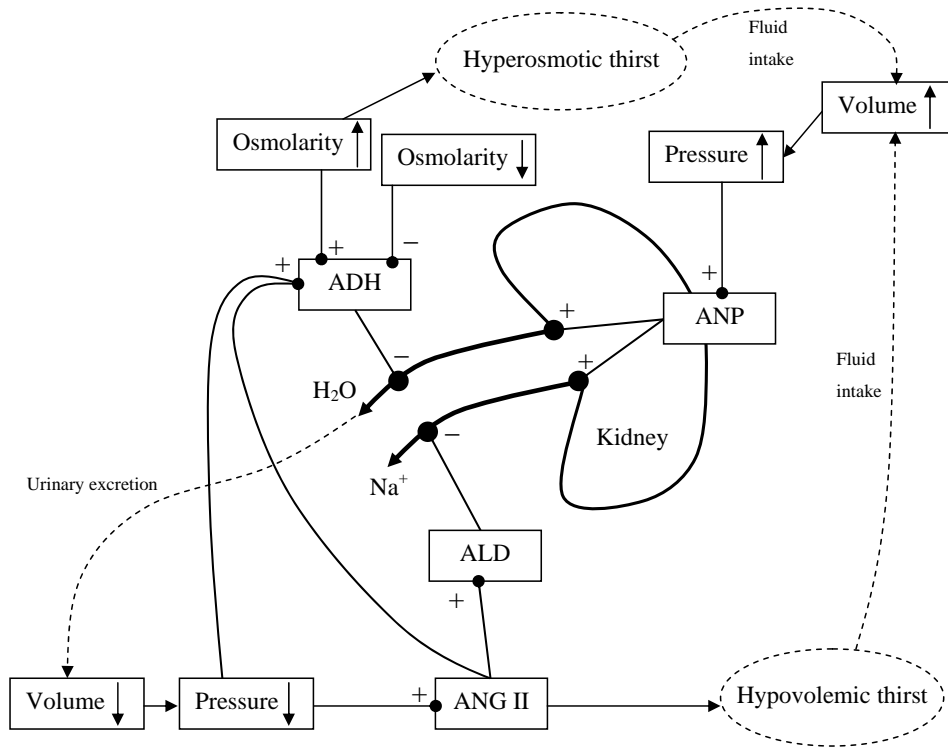 Hyperosmotic thirst
Fluid
intake
Volume
Osmolarity
Osmolarity
Pressure
+
−
+
+
ADH
+
ANP
+
−
H₂O
Kidney
−
Na⁺
Fluid
intake
Urinary excretion
ALD
+
Volume
Pressure
+
ANG II
Hypovolemic thirst
+